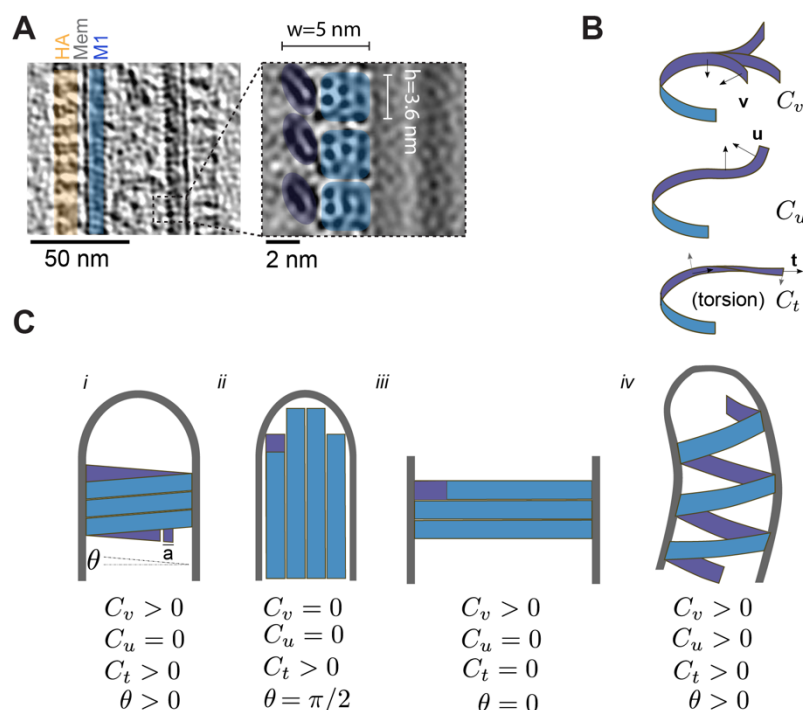 A
HA
Mem
M1
w=5 nm
h=3.6 nm
50 nm
2 nm
B
v
C_v
u
C_u
t
(torsion) C_t
C
i
ii
iii
iv
θ
a
C_v > 0
C_u = 0
C_t > 0
θ > 0
C_v = 0
C_u = 0
C_t > 0
θ = π/2
C_v > 0
C_u = 0
C_t = 0
θ = 0
C_v > 0
C_u > 0
C_t > 0
θ > 0